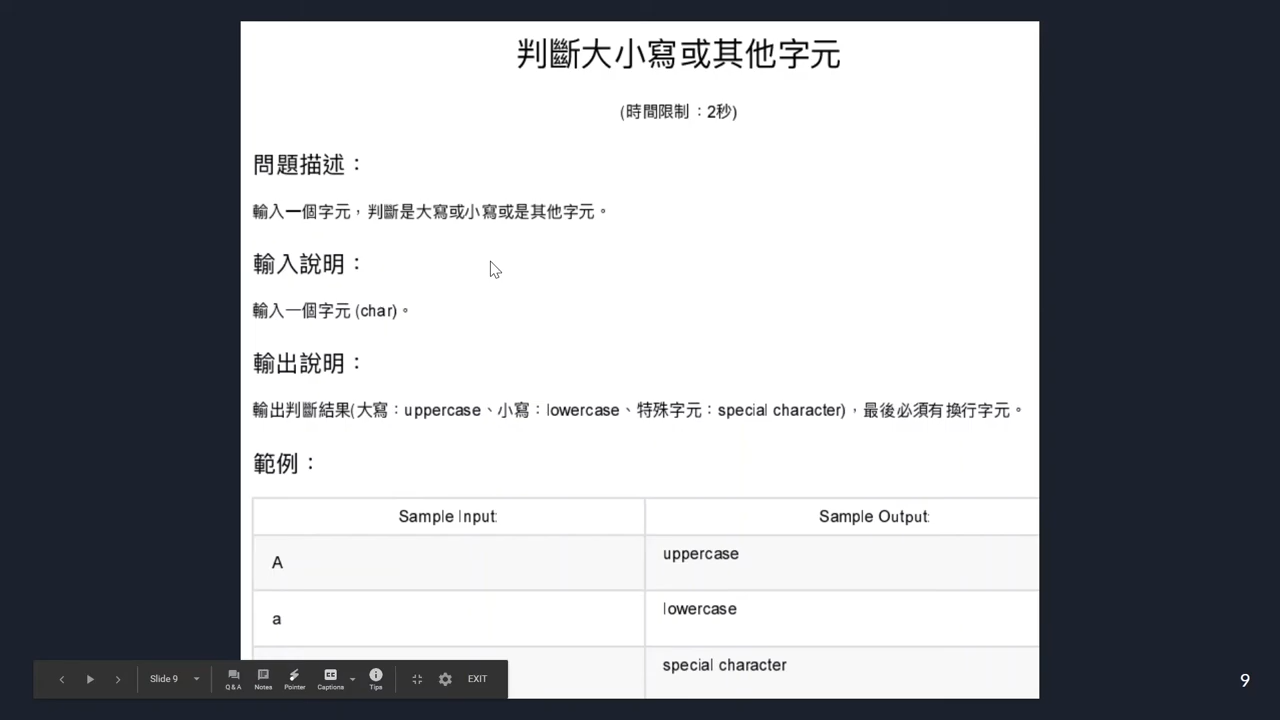 判斷大小寫或其他字元
(時間限制：2秒)
問題描述：
輸入一個字元，判斷是大寫或小寫或是其他字元。
輸入說明：
輸入一個字元 (char)。
輸出說明：
輸出判斷結果(大寫：uppercase、小寫：lowercase、特殊字元：special character)，最後必須有換行字元。
範例：
Sample Input: Sample Output:
A uppercase
a lowercase
special character
Slide 9 Q&A Notes Pointer Captions Tips EXIT
9